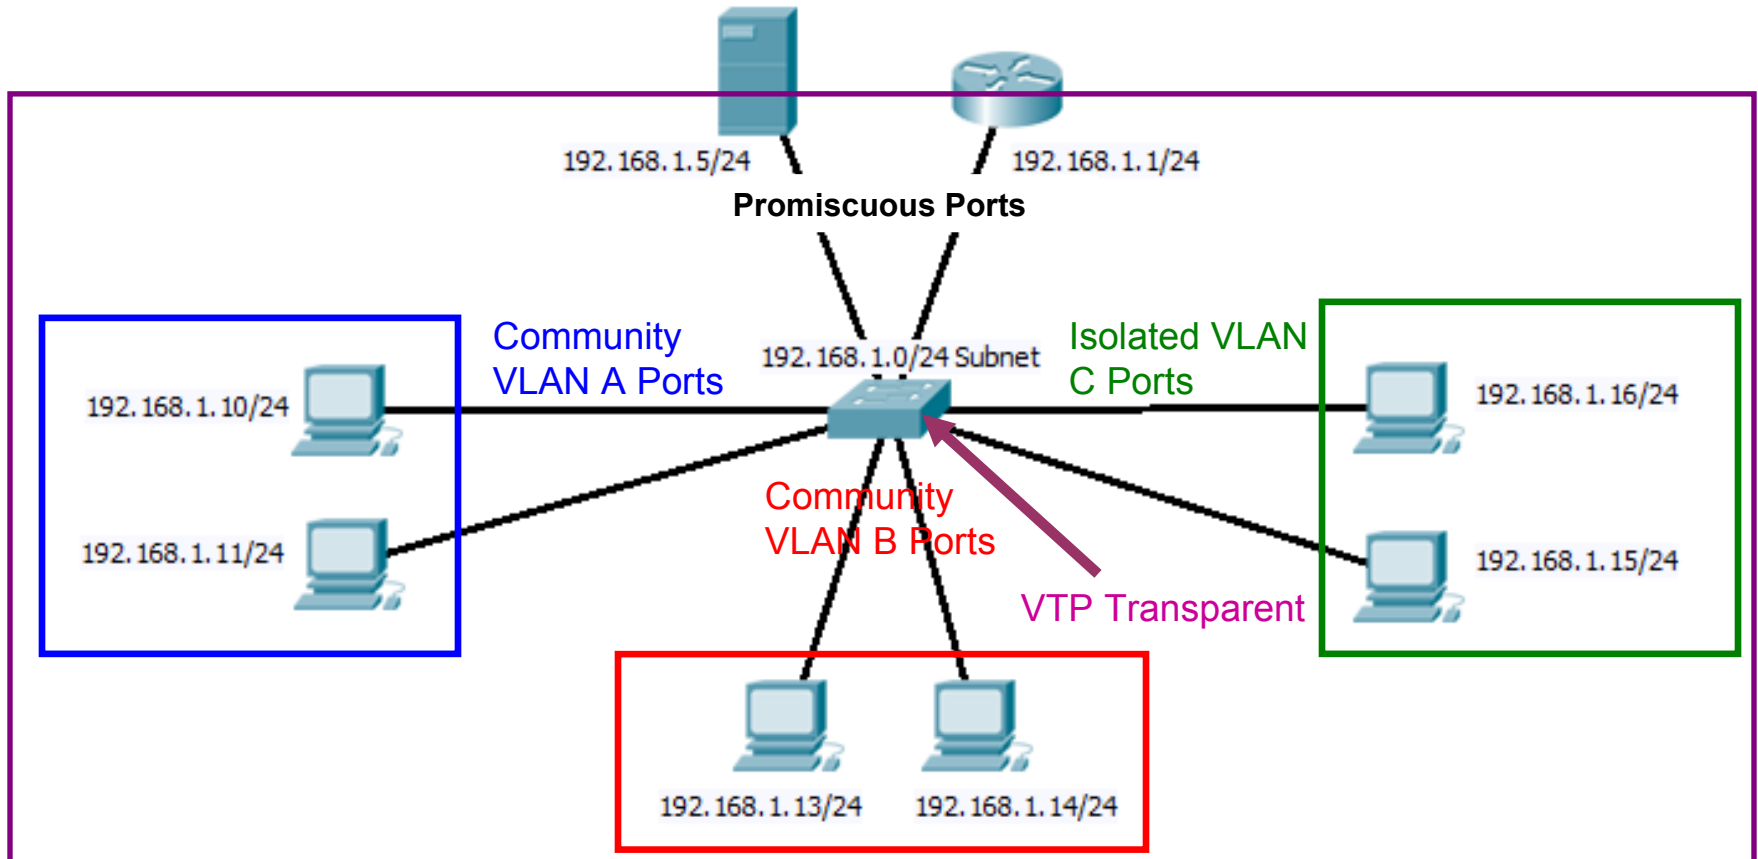 192.168.1.5/24
192.168.1.1/24
Promiscuous Ports
Community
VLAN A Ports
192.168.1.0/24 Subnet
Isolated VLAN
C Ports
192.168.1.10/24
192.168.1.16/24
192.168.1.11/24
Community
VLAN B Ports
192.168.1.15/24
VTP Transparent
192.168.1.13/24
192.168.1.14/24